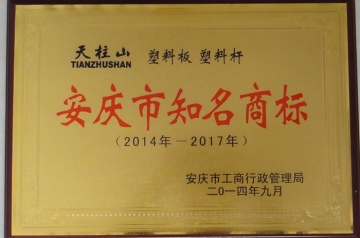 天柱山 塑料板 塑料杆
TIANZHUSHAN
安庆市知名商标
(2014年－2017年)
安庆市工商行政管理局
二0一四年九月